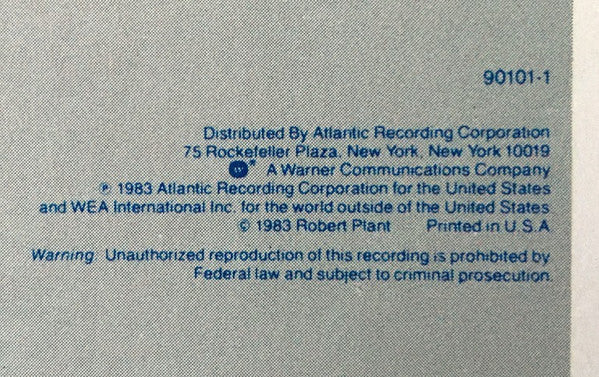 90101-1
Distributed By Atlantic Recording Corporation
75 Rockefeller Plaza, New York, New York 10019
A Warner Communications Company
℗ 1983 Atlantic Recording Corporation for the United States
and WEA International Inc. for the world outside of the United States
© 1983 Robert Plant Printed in U.S.A
Warning: Unauthorized reproduction of this recording is prohibited by
Federal law and subject to criminal prosecution.